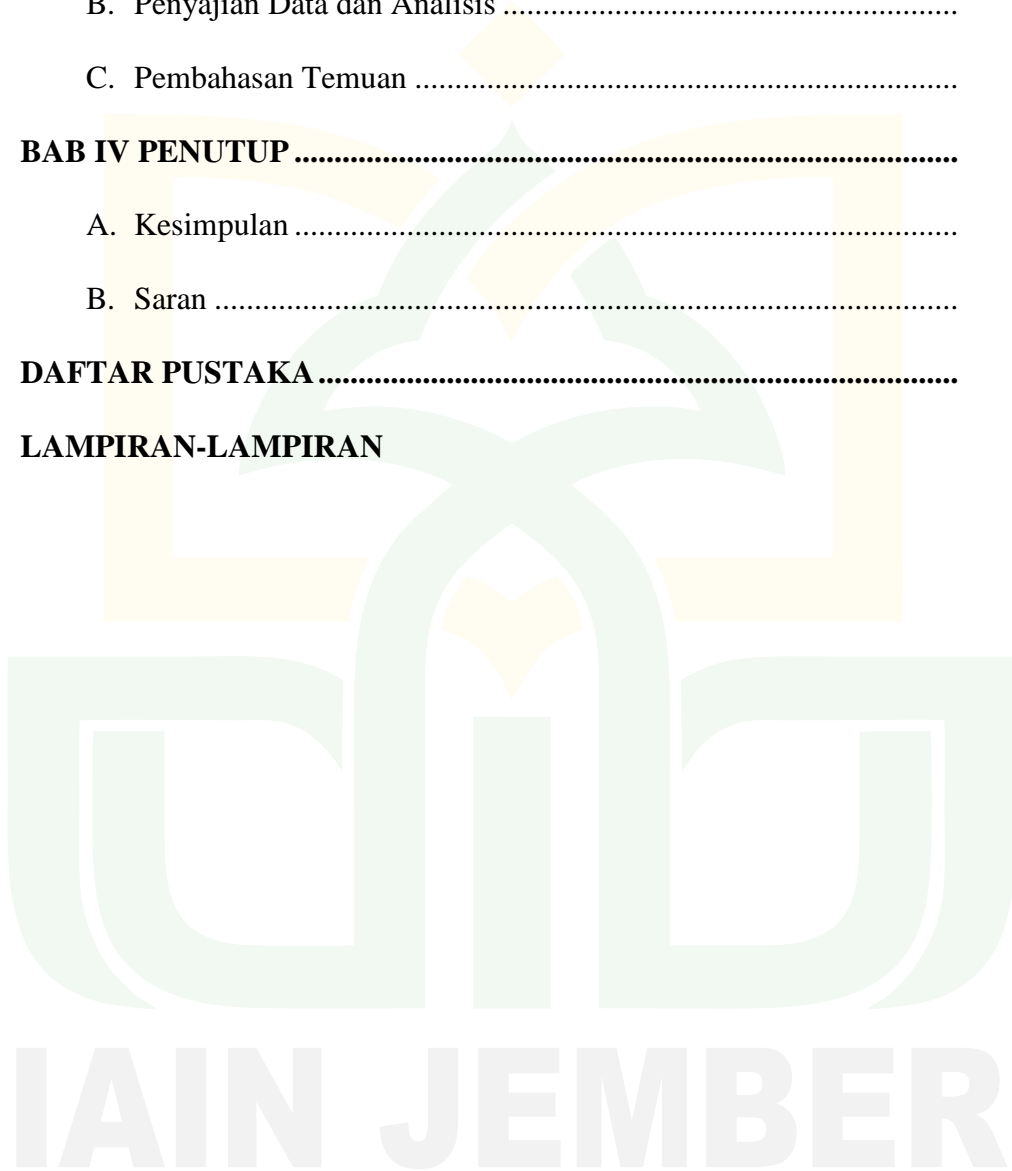 B. Penyajian Data dan Analisis .........................................................
C. Pembahasan Temuan ....................................................................
BAB IV PENUTUP ..................................................................................
A. Kesimpulan ...................................................................................
B. Saran .............................................................................................
DAFTAR PUSTAKA ...............................................................................
LAMPIRAN-LAMPIRAN
IAIN JEMBER